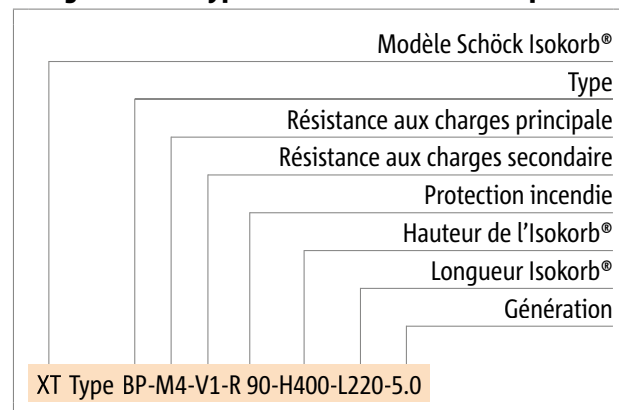 Modèle Schöck Isokorb®
Type
Résistance aux charges principale
Résistance aux charges secondaire
Protection incendie
Hauteur de l’Isokorb®
Longueur Isokorb®
Génération
XT Type BP-M4-V1-R 90-H400-L220-5.0